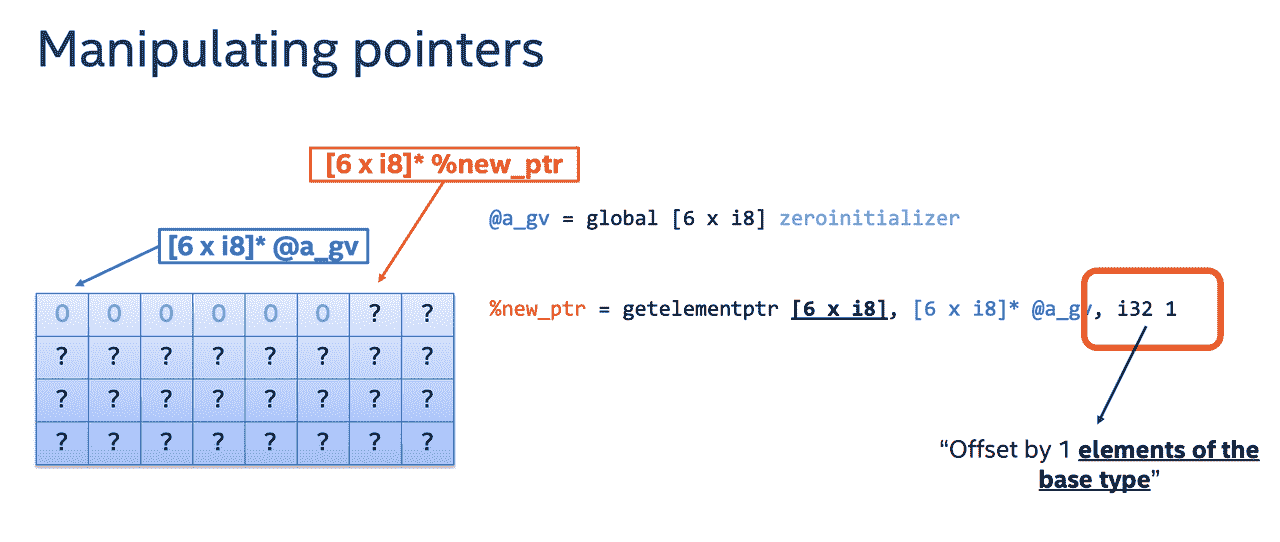 Manipulating pointers
[6 x i8]* %new_ptr
@a_gv = global [6 x i8] zeroinitializer
[6 x i8]* @a_gv
0 0 0 0 0 0 ? ?
%new_ptr = getelementptr [6 x i8], [6 x i8]* @a_gv, i32 1
? ? ? ? ? ? ? ?
? ? ? ? ? ? ? ?
? ? ? ? ? ? ? ?
“Offset by 1 elements of the
base type”